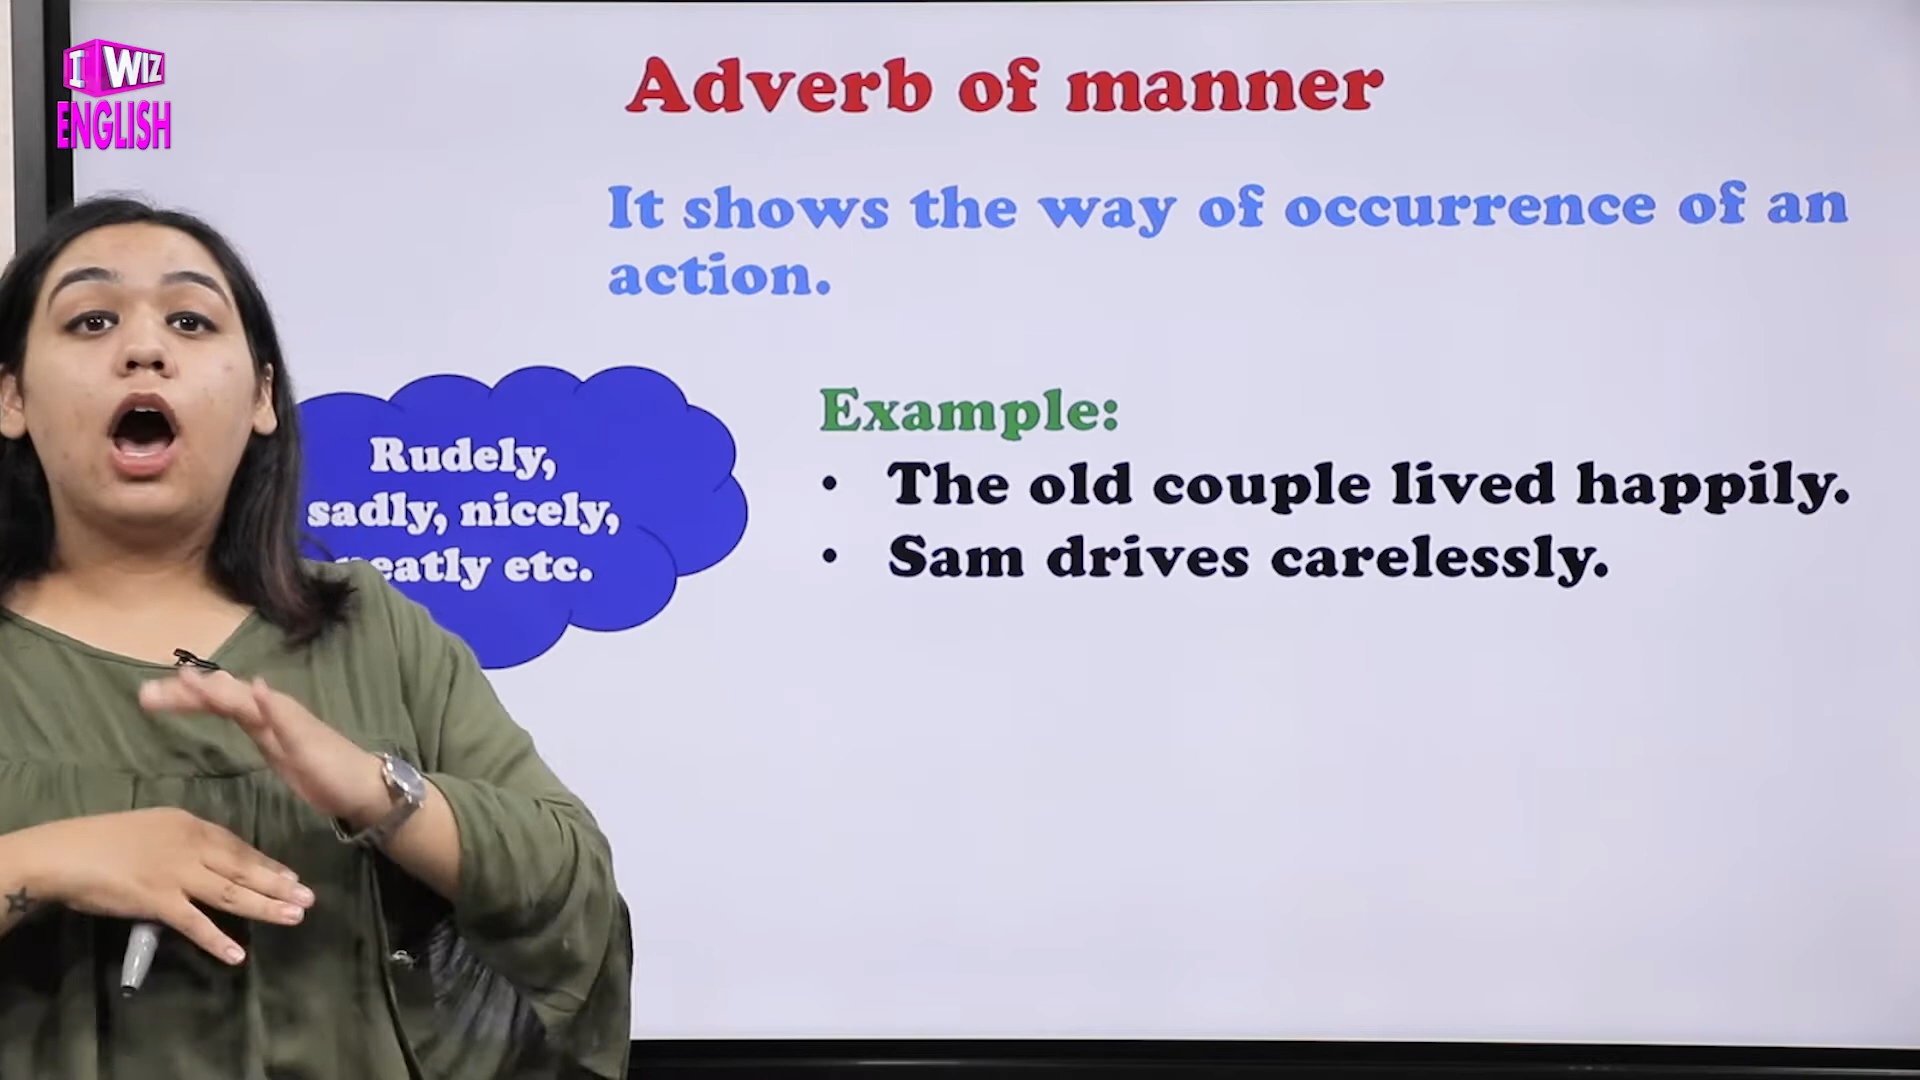 I WIZ
ENGLISH
Adverb of manner
It shows the way of occurrence of an
action.
Rudely,
sadly, nicely,
etc.
Example:
• The old couple lived happily.
• Sam drives carelessly.